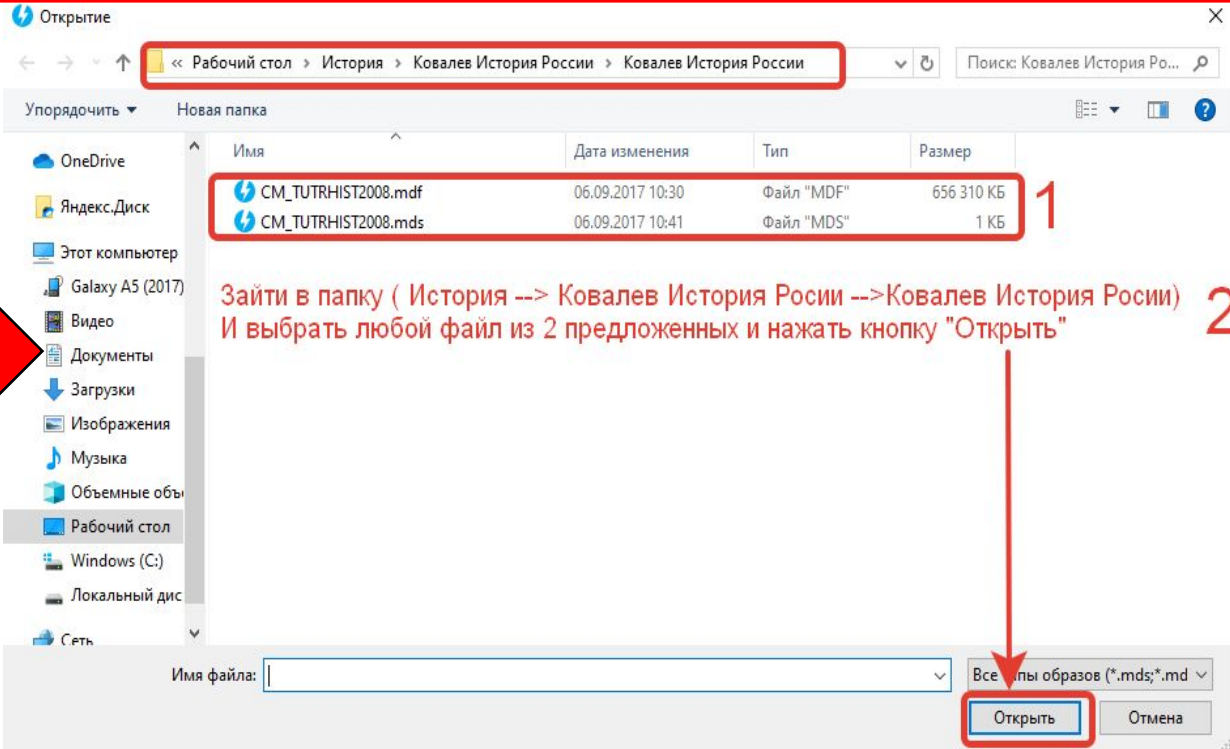 Открытие
« Рабочий стол › История › Ковалев История России › Ковалев История России
Поиск: Ковалев История Ро...
Упорядочить Новая папка
Имя Дата изменения Тип Размер
OneDrive
CM_TUTRHIST2008.mdf 06.09.2017 10:30 Файл "MDF" 656 310 КБ
CM_TUTRHIST2008.mds 06.09.2017 10:41 Файл "MDS" 1 КБ
1
Яндекс.Диск
Этот компьютер
Galaxy A5 (2017)
Видео
Документы
Загрузки
Изображения
Музыка
Объемные объ
Рабочий стол
Windows (C:)
Локальный дис
Сеть
Зайти в папку ( История --> Ковалев История Росии -->Ковалев История Росии)
И выбрать любой файл из 2 предложенных и нажать кнопку "Открыть"
2
Имя файла:
Все образов (*.mds;*.md
Открыть Отмена